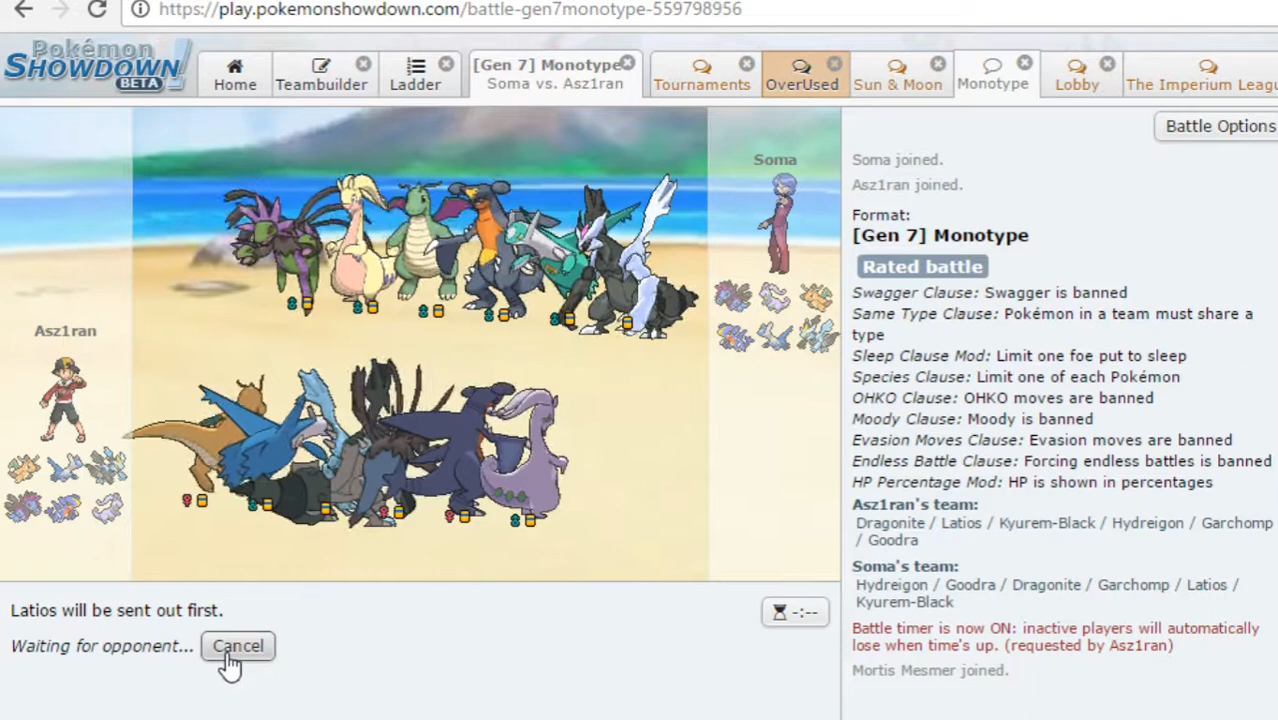 https://play.pokemonshowdown.com/battle-gen7monotype-559798956
Pokémon
SHOWDOWN!
BETA
Home
Teambuilder
Ladder
[Gen 7] Monotype
Soma vs. Asz1ran
Tournaments
OverUsed
Sun & Moon
Monotype
Lobby
The Imperium Leag
Battle Options
Soma
Asz1ran
Soma joined.
Asz1ran joined.
Format:
[Gen 7] Monotype
Rated battle
Swagger Clause: Swagger is banned
Same Type Clause: Pokémon in a team must share a
type
Sleep Clause Mod: Limit one foe put to sleep
Species Clause: Limit one of each Pokémon
OHKO Clause: OHKO moves are banned
Moody Clause: Moody is banned
Evasion Moves Clause: Evasion moves are banned
Endless Battle Clause: Forcing endless battles is banned
HP Percentage Mod: HP is shown in percentages
Asz1ran's team:
Dragonite / Latios / Kyurem-Black / Hydreigon / Garchomp
/ Goodra
Soma's team:
Hydreigon / Goodra / Dragonite / Garchomp / Latios /
Kyurem-Black
Battle timer is now ON: inactive players will automatically
lose when time's up. (requested by Asz1ran)
Mortis Mesmer joined.
Latios will be sent out first.
-:--
Waiting for opponent...
Cancel